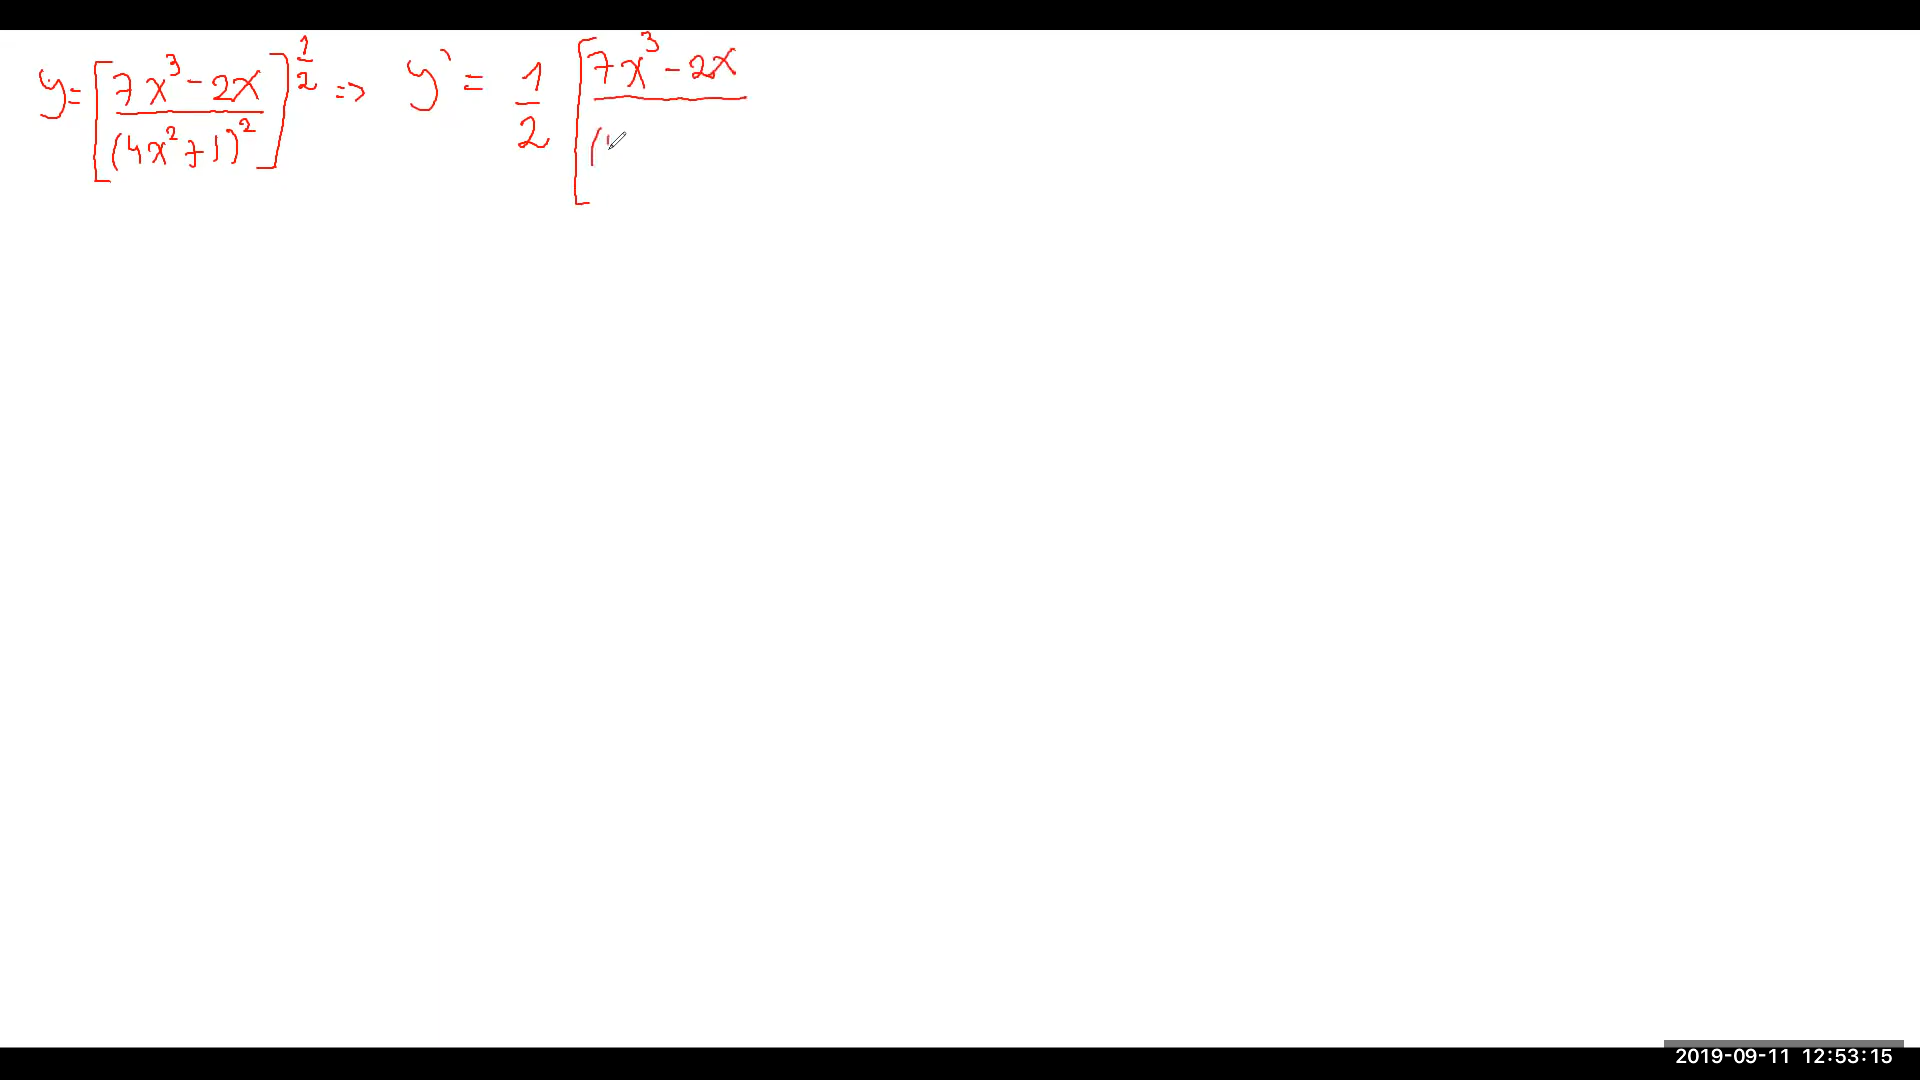 y = [ (7x³ - 2x) / (4x² + 1)² ]^(1/2) => y' = 1/2 [ (7x³ - 2x) / (
2019-09-11 12:53:15